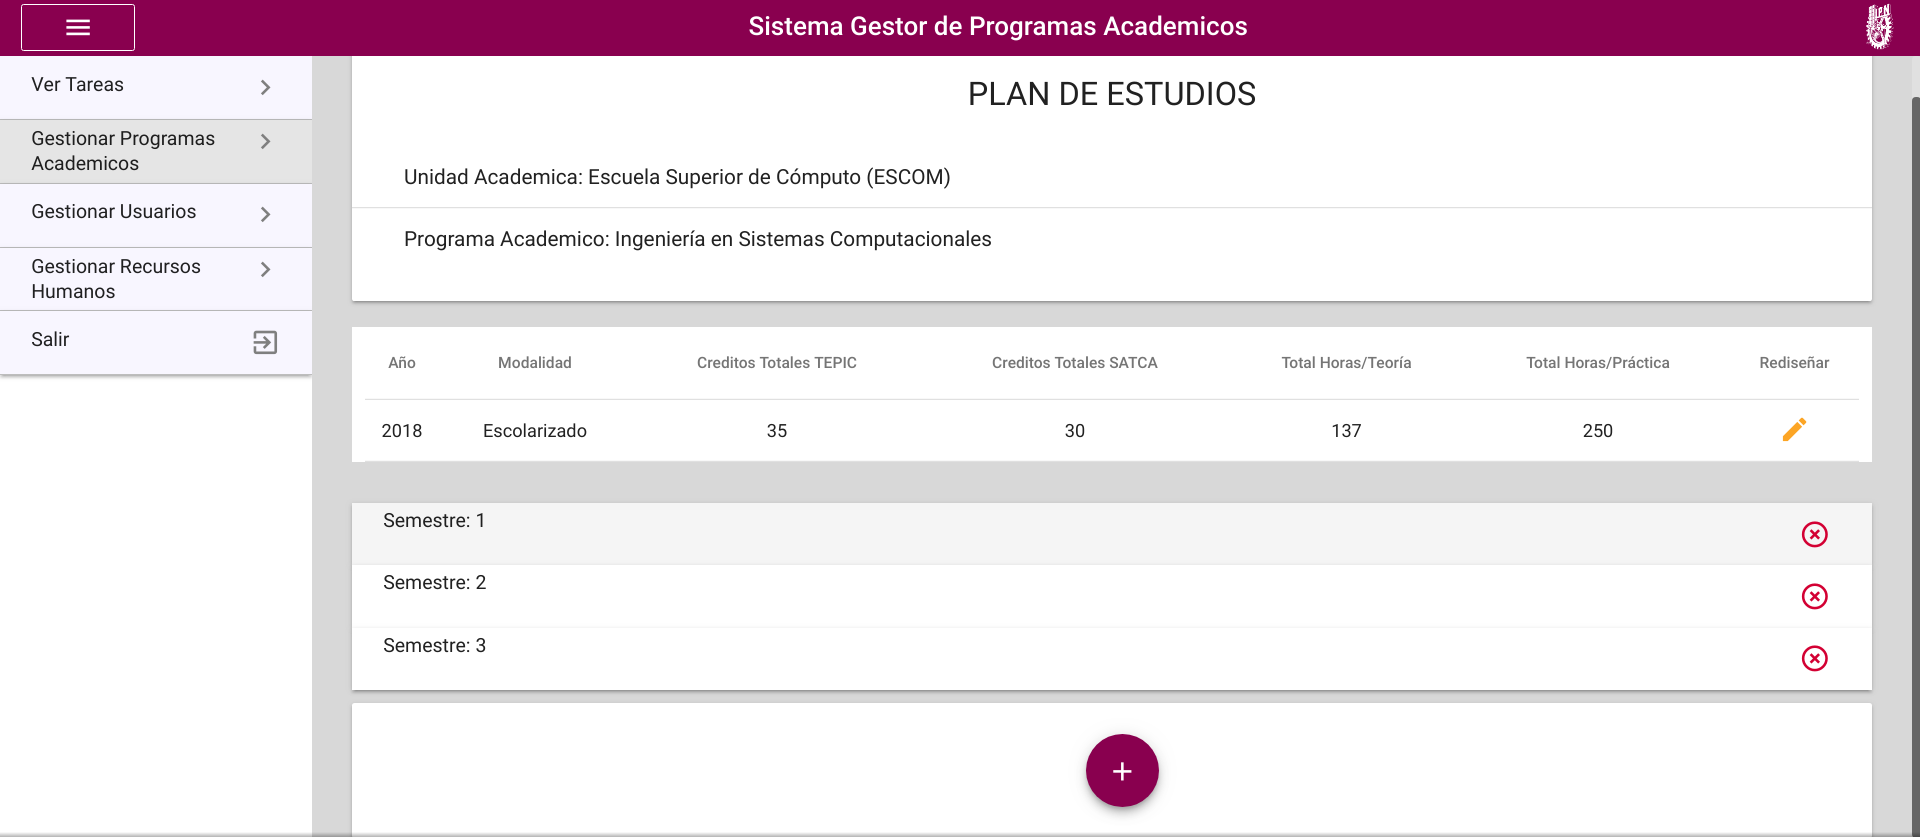 Sistema Gestor de Programas Academicos
IPN
Ver Tareas
Gestionar Programas
Academicos
Gestionar Usuarios
Gestionar Recursos
Humanos
Salir
PLAN DE ESTUDIOS
Unidad Academica: Escuela Superior de Cómputo (ESCOM)
Programa Academico: Ingeniería en Sistemas Computacionales
Año Modalidad Creditos Totales TEPIC Creditos Totales SATCA Total Horas/Teoría Total Horas/Práctica Rediseñar
2018 Escolarizado 35 30 137 250
Semestre: 1
Semestre: 2
Semestre: 3